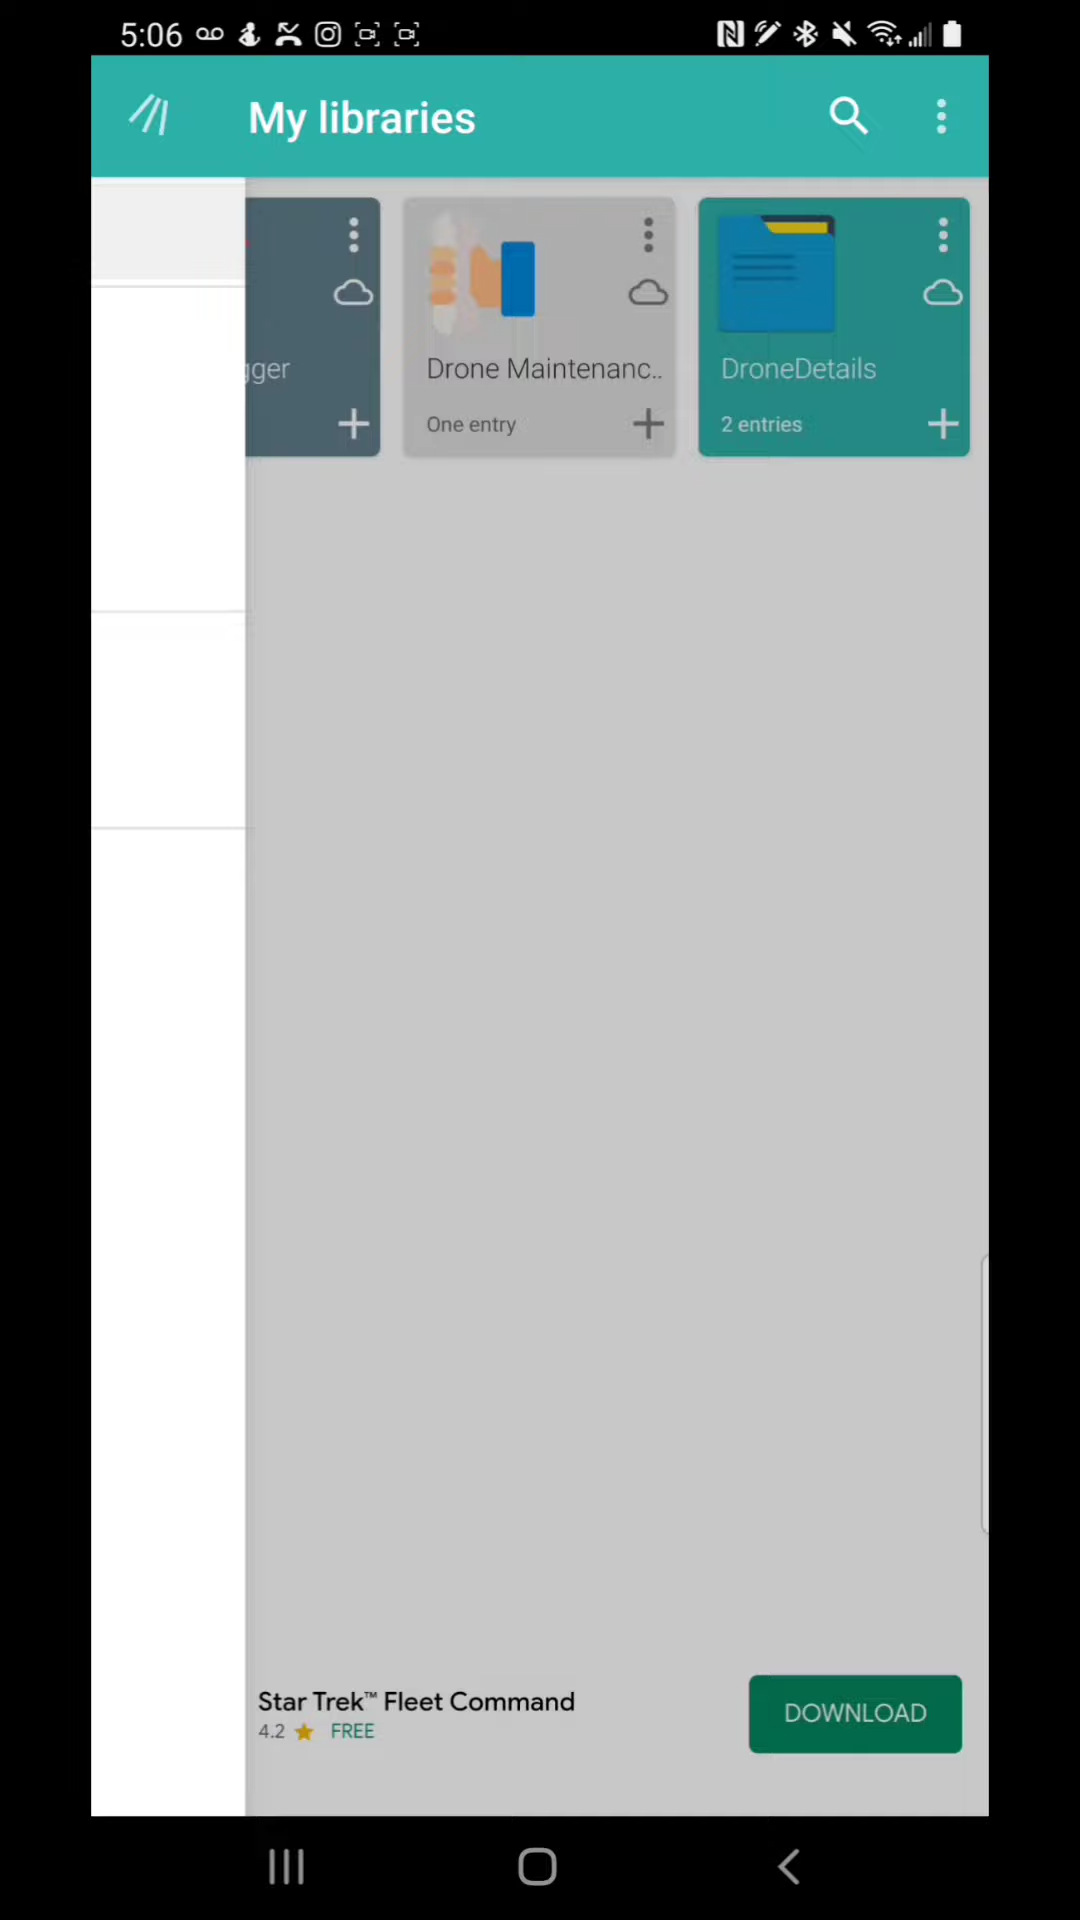 5:06
My libraries
gger
Drone Maintenanc..
DroneDetails
One entry
2 entries
Star Trek™ Fleet Command
4.2 ★ FREE
DOWNLOAD